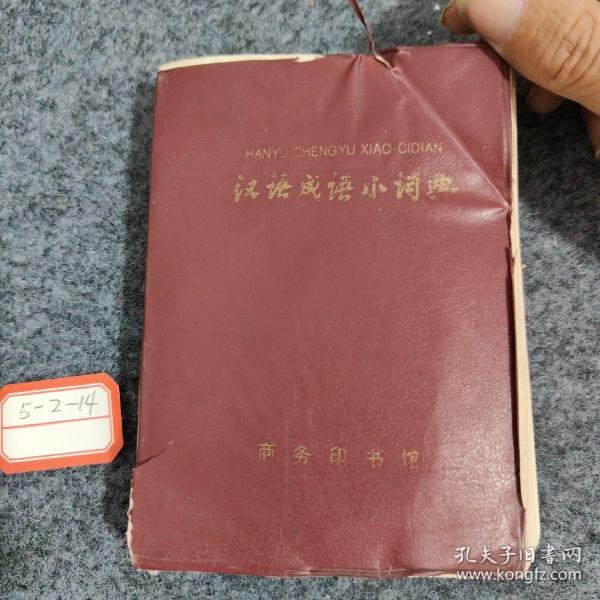 HANYU CHENGYU XIAO CIDIAN
汉语成语小词典
5-2-14
商务印书馆
孔夫子旧书网
www.kongfz.com